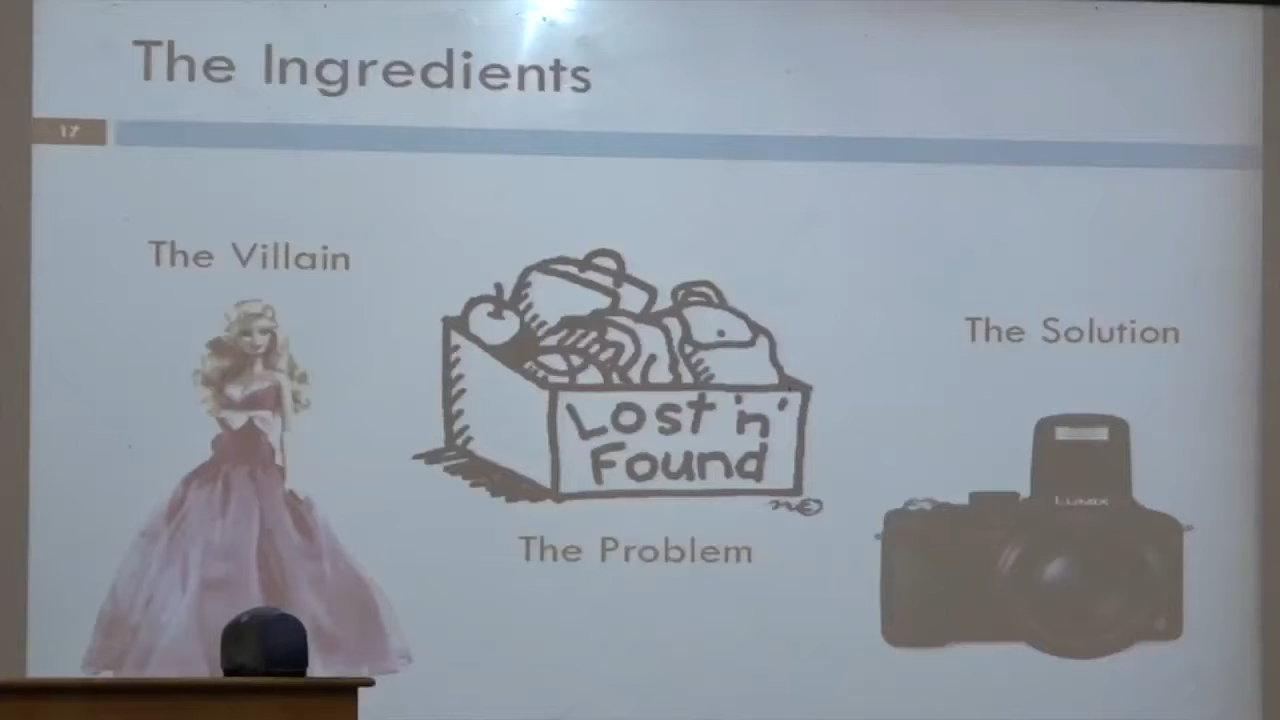 The Ingredients
17
The Villain
Lost 'n'
Found
The Problem
The Solution
LUMIX